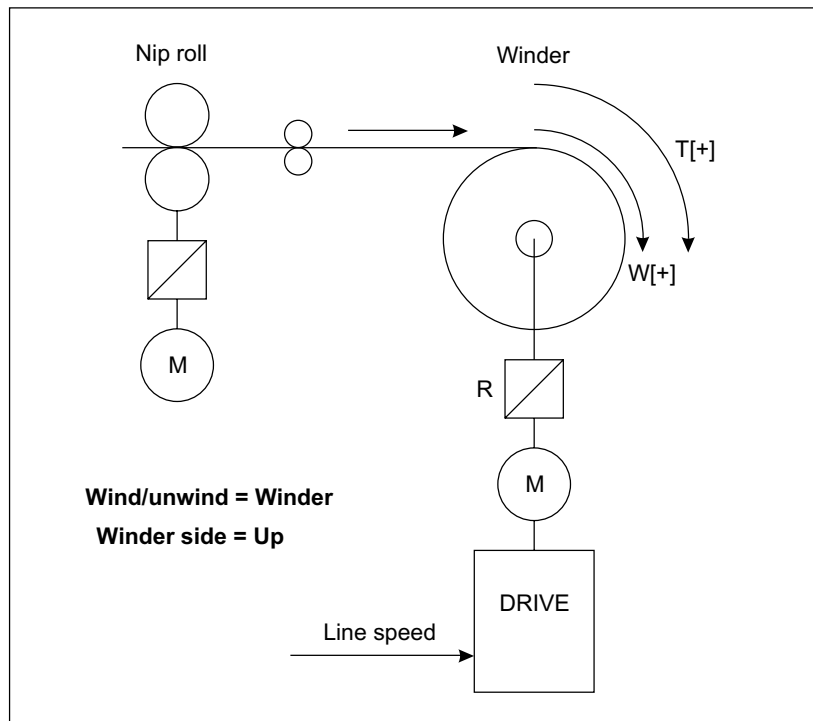 Nip roll
Winder
T[+]
W[+]
R
M
M
Wind/unwind = Winder
Winder side = Up
DRIVE
Line speed